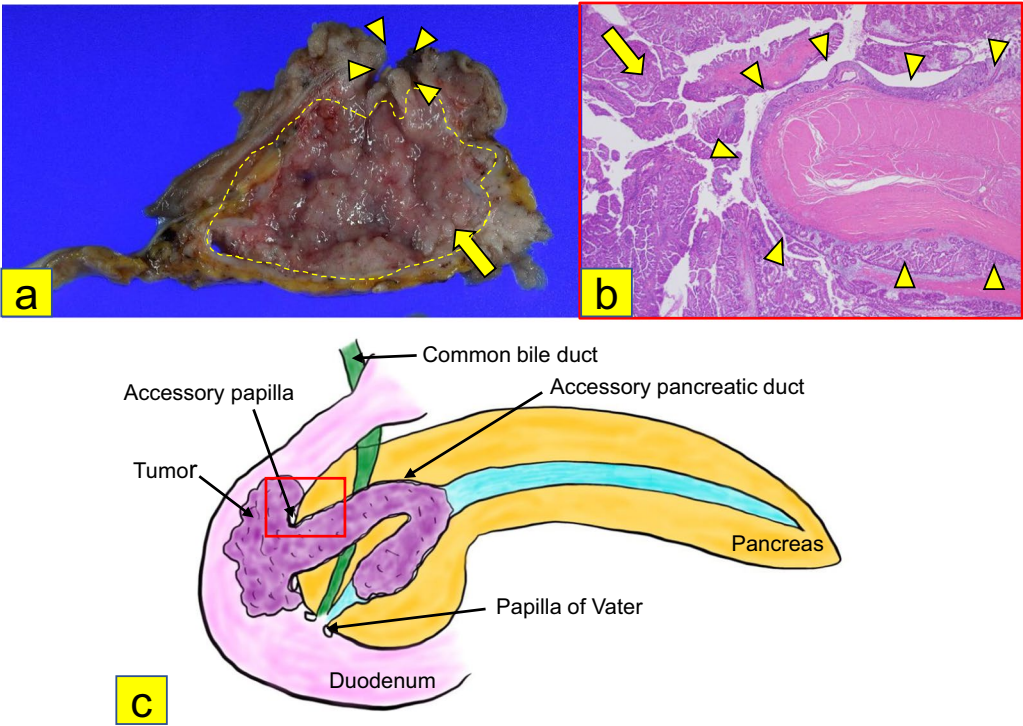 a
b
Common bile duct
Accessory papilla
Accessory pancreatic duct
Tumor
Pancreas
Papilla of Vater
Duodenum
c